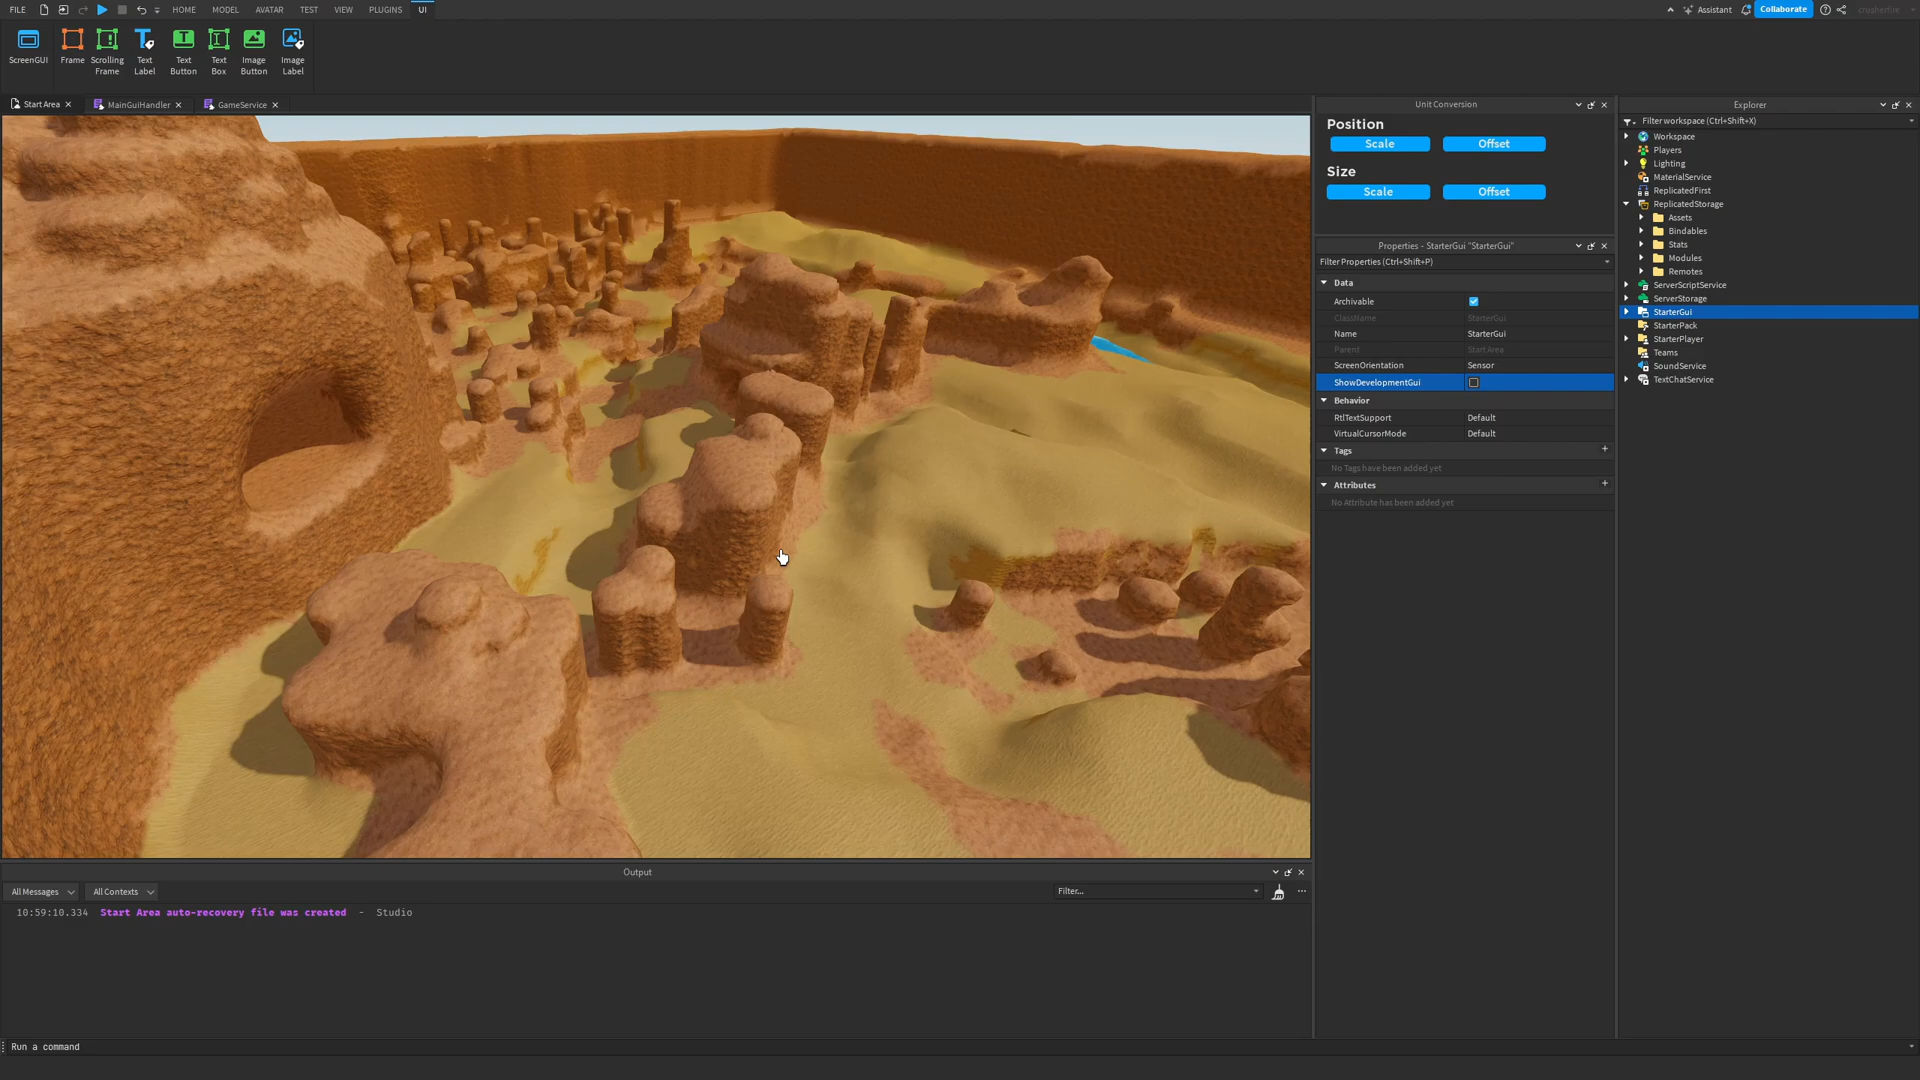 FILE HOME MODEL AVATAR TEST VIEW PLUGINS UI Assistant Collaborate crusherfire
ScreenGUI
Frame
Scrolling
Frame
Text
Label
Text
Button
Text
Box
Image
Button
Image
Label
Start Area MainGuiHandler GameService
Unit Conversion
Position
Scale Offset
Size
Scale Offset
Properties - StarterGui "StarterGui"
Filter Properties (Ctrl+Shift+P)
Data
Archivable
ClassName StarterGui
Name StarterGui
Parent Start Area
ScreenOrientation Sensor
ShowDevelopmentGui
Behavior
RtlTextSupport Default
VirtualCursorMode Default
Tags
No Tags have been added yet
Attributes
No Attribute has been added yet
Explorer
Filter workspace (Ctrl+Shift+X)
Workspace
Players
Lighting
MaterialService
ReplicatedFirst
ReplicatedStorage
Assets
Bindables
Stats
Modules
Remotes
ServerScriptService
ServerStorage
StarterGui
StarterPack
StarterPlayer
Teams
SoundService
TextChatService
Output
All Messages All Contexts Filter...
10:59:10.334 Start Area auto-recovery file was created - Studio
Run a command